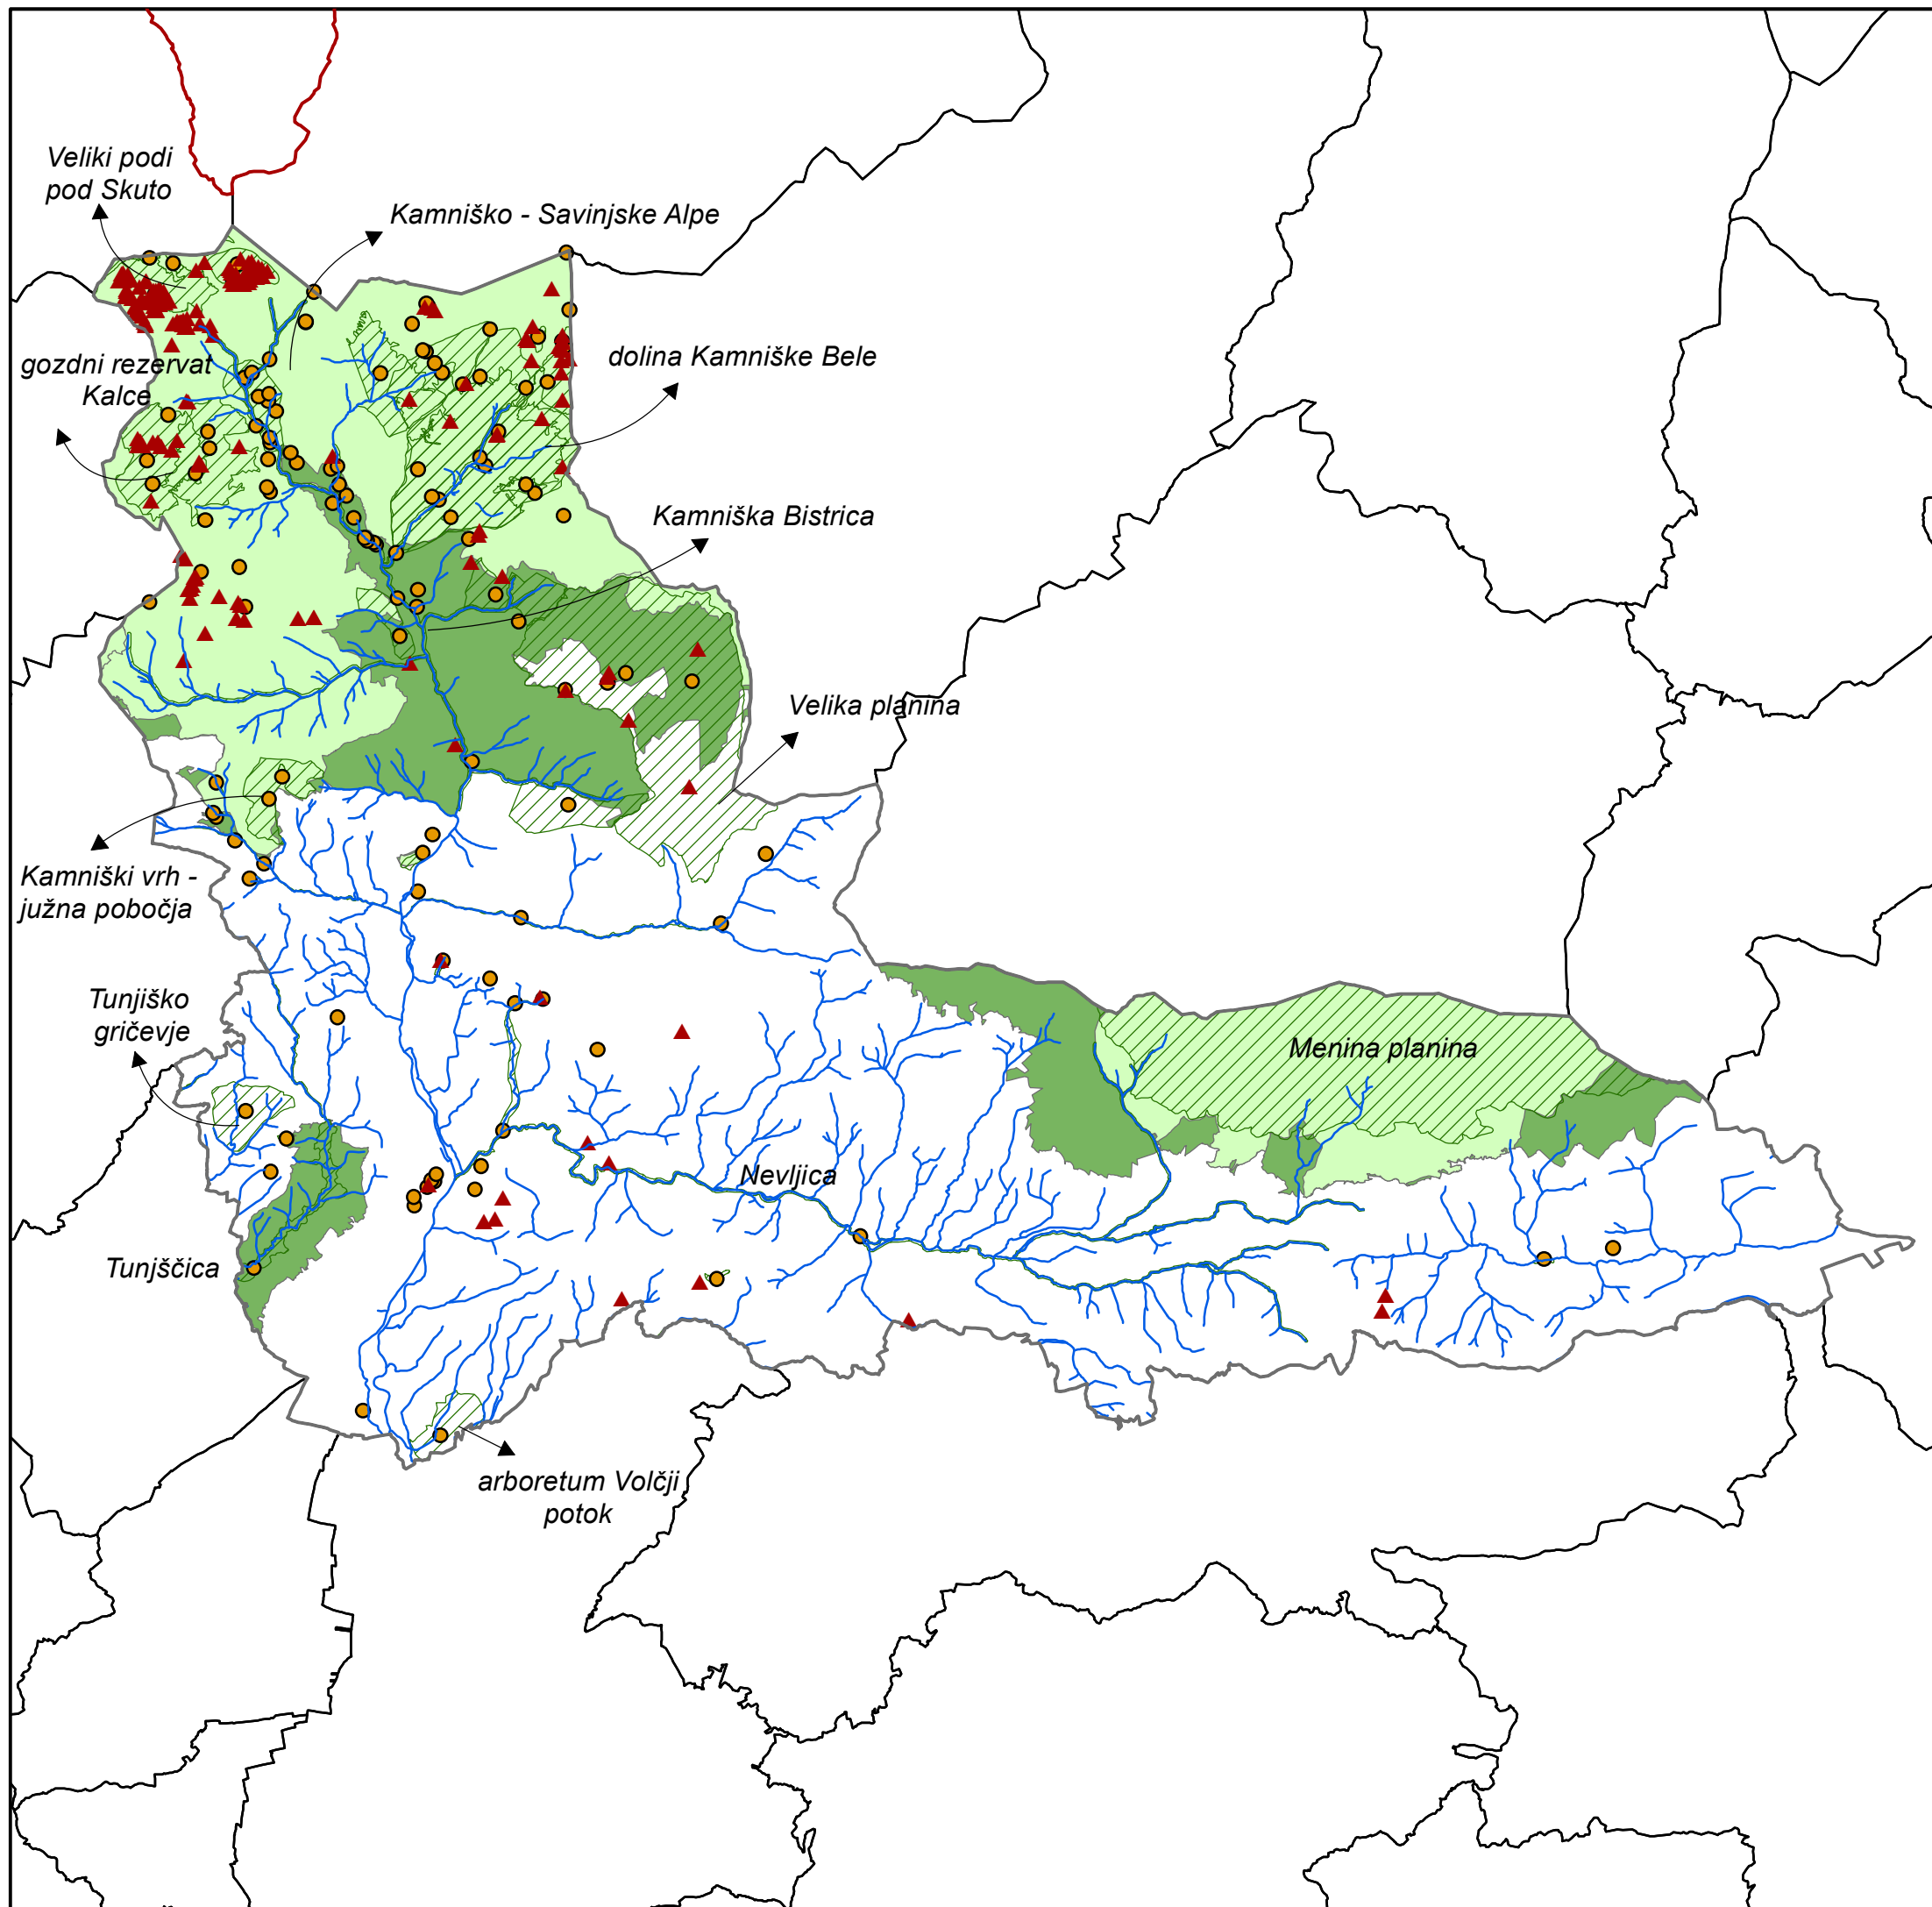 Veliki podi
pod Skuto
Kamniško - Savinjske Alpe
gozdni rezervat
Kalce
dolina Kamniške Bele
Kamniška Bistrica
Velika planina
Kamniški vrh -
južna pobočja
Tunjiško
gričevje
Menina planina
Nevljica
Tunjščica
arboretum Volčji
potok